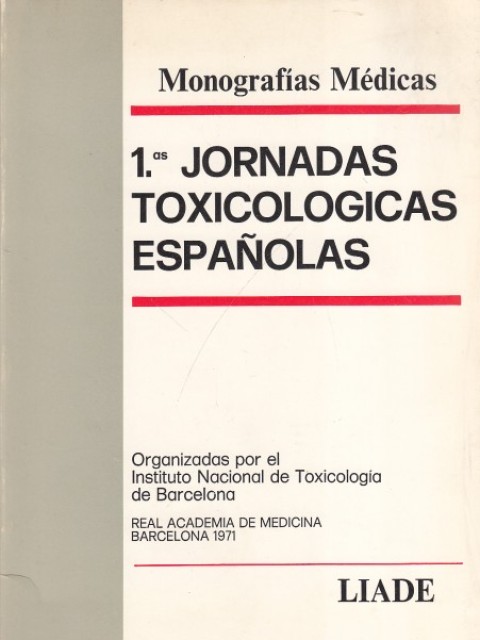 Monografías Médicas
1.as JORNADAS
TOXICOLOGICAS
ESPAÑOLAS
Organizadas por el
Instituto Nacional de Toxicologia
de Barcelona
REAL ACADEMIA DE MEDICINA
BARCELONA 1971
LIADE